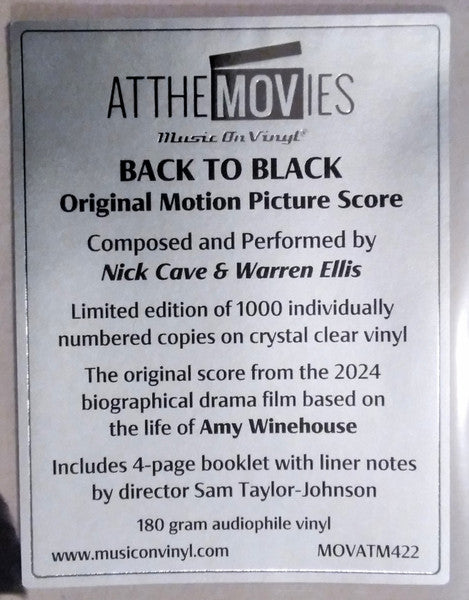 ATTHEMOVIES
Music On Vinyl®
BACK TO BLACK
Original Motion Picture Score
Composed and Performed by
Nick Cave & Warren Ellis
Limited edition of 1000 individually
numbered copies on crystal clear vinyl
The original score from the 2024
biographical drama film based on
the life of Amy Winehouse
Includes 4-page booklet with liner notes
by director Sam Taylor-Johnson
180 gram audiophile vinyl
www.musiconvinyl.com MOVATM422